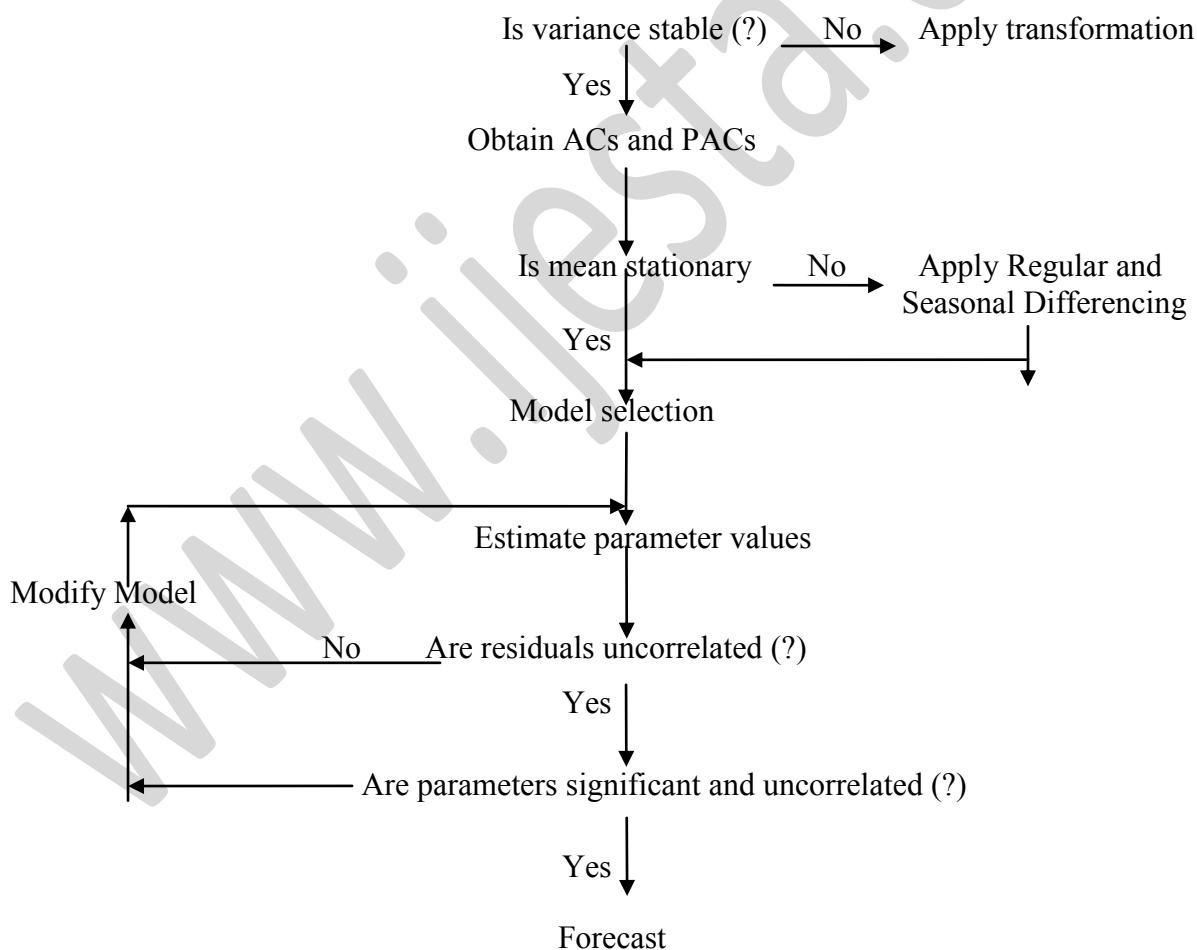 Is variance stable (?)
No
Apply transformation
Yes
Obtain ACs and PACs
Is mean stationary
No
Apply Regular and
Seasonal Differencing
Yes
Model selection
Estimate parameter values
Modify Model
No
Are residuals uncorrelated (?)
Yes
Are parameters significant and uncorrelated (?)
Yes
Forecast
www.ijesta.